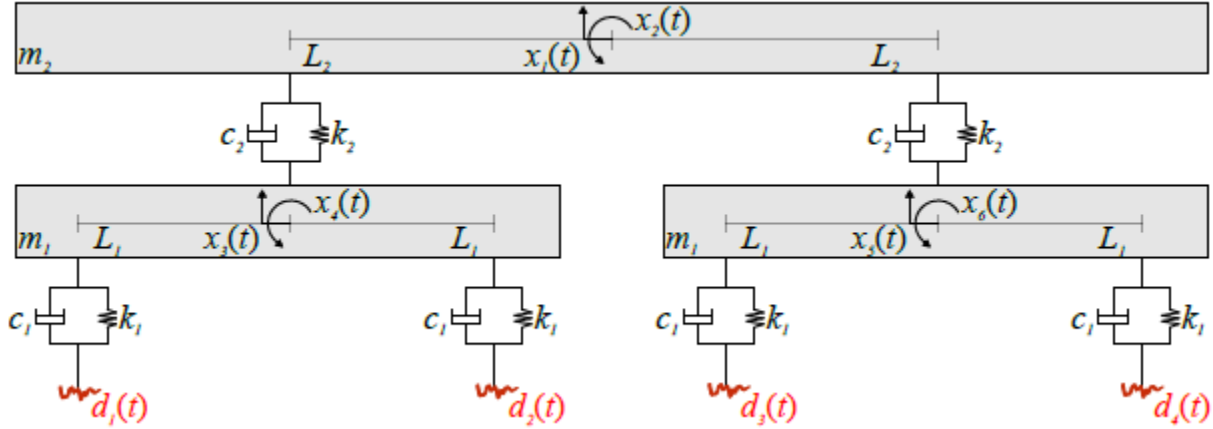 x₂(t)
m₂ L₂ x₁(t) L₂
c₂ k₂ c₂ k₂
x₄(t) x₆(t)
m₁ L₁ x₃(t) L₁ m₁ L₁ x₅(t) L₁
c₁ k₁ c₁ k₁ c₁ k₁ c₁ k₁
d₁(t) d₂(t) d₃(t) d₄(t)